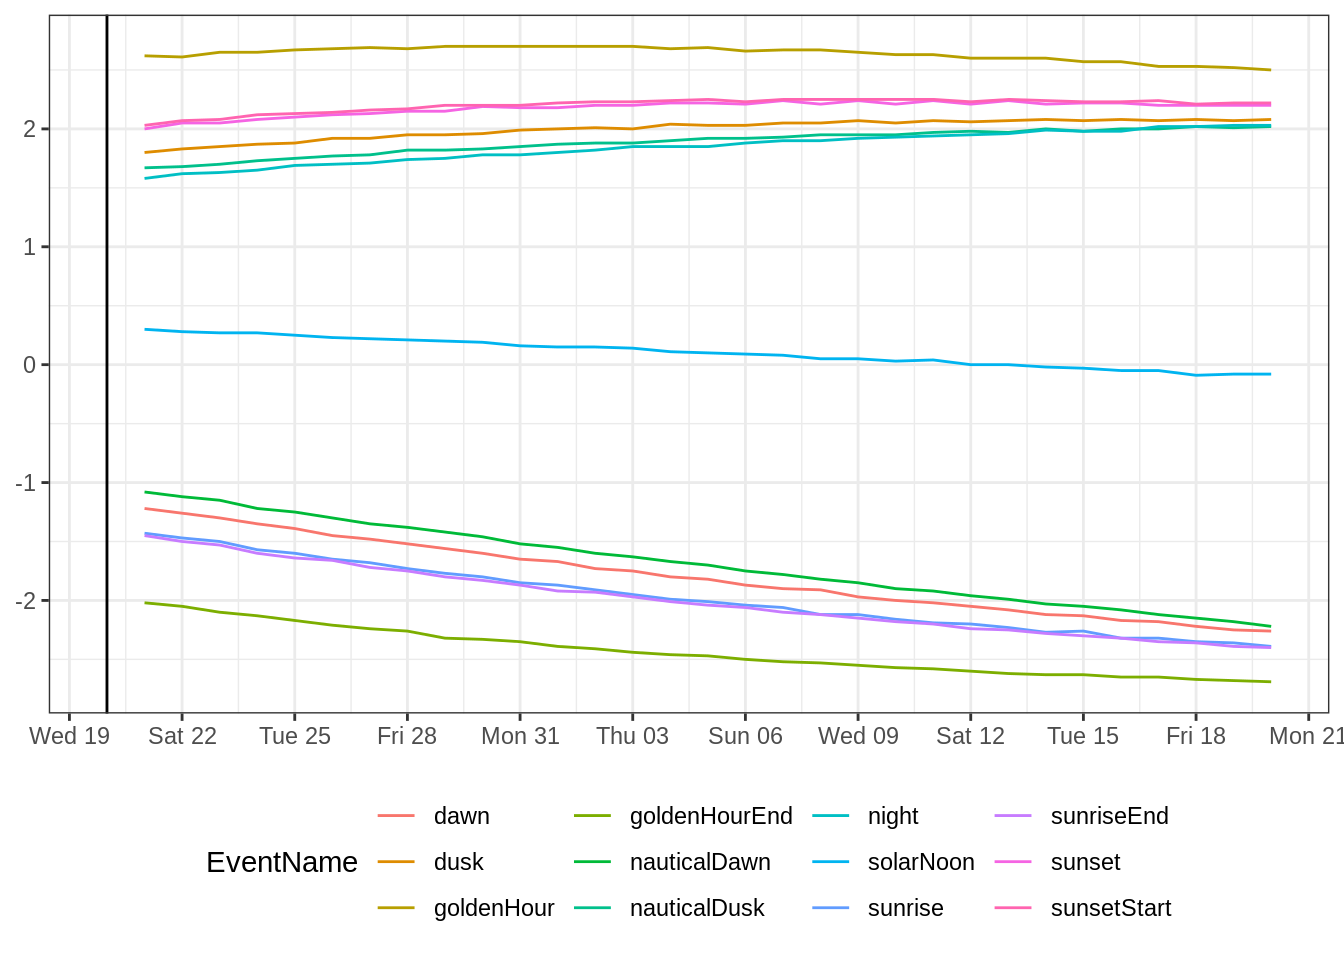 2
1
0
-1
-2
Wed 19 Sat 22 Tue 25 Fri 28 Mon 31 Thu 03 Sun 06 Wed 09 Sat 12 Tue 15 Fri 18 Mon 21
EventName
dawn goldenHourEnd night sunriseEnd
dusk nauticalDawn solarNoon sunset
goldenHour nauticalDusk sunrise sunsetStart